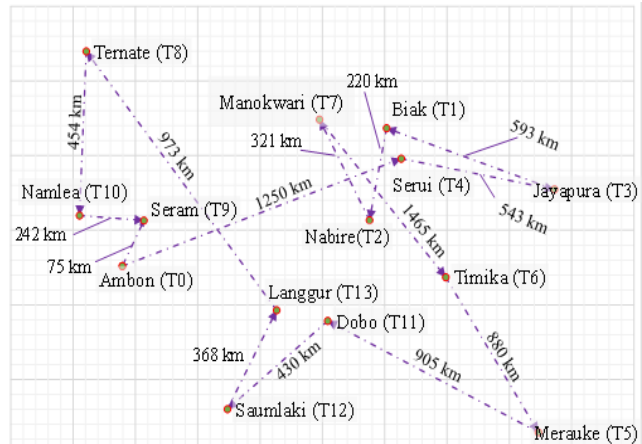 Ternate (T8)
220 km
Manokwari (T7)
Biak (T1)
454 km
973 km
321 km
593 km
Namlea (T10)
Seram (T9)
1250 km
Serui (T4)
Jayapura (T3)
543 km
242 km
75 km
Nabire(T2)
1465 km
Ambon (T0)
Timika (T6)
Langgur (T13)
Dobo (T11)
368 km
430 km
880 km
905 km
Saumlaki (T12)
Merauke (T5)